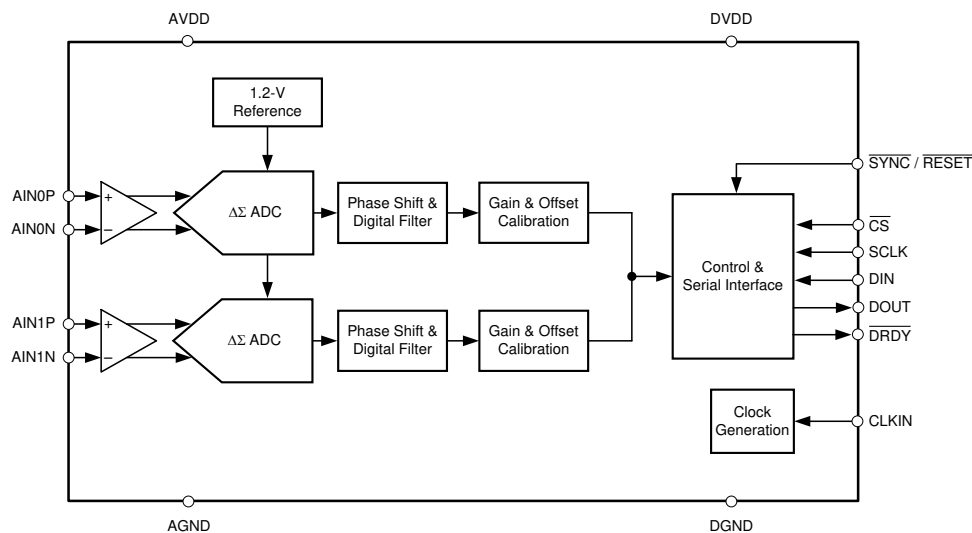 AVDD
DVDD
1.2-V
Reference
SYNC / RESET
AIN0P
+
ΔΣ ADC
Phase Shift &
Digital Filter
Gain & Offset
Calibration
AIN0N
−
CS
SCLK
Control &
Serial Interface
DIN
DOUT
DRDY
AIN1P
+
ΔΣ ADC
Phase Shift &
Digital Filter
Gain & Offset
Calibration
AIN1N
−
Clock
Generation
CLKIN
AGND
DGND